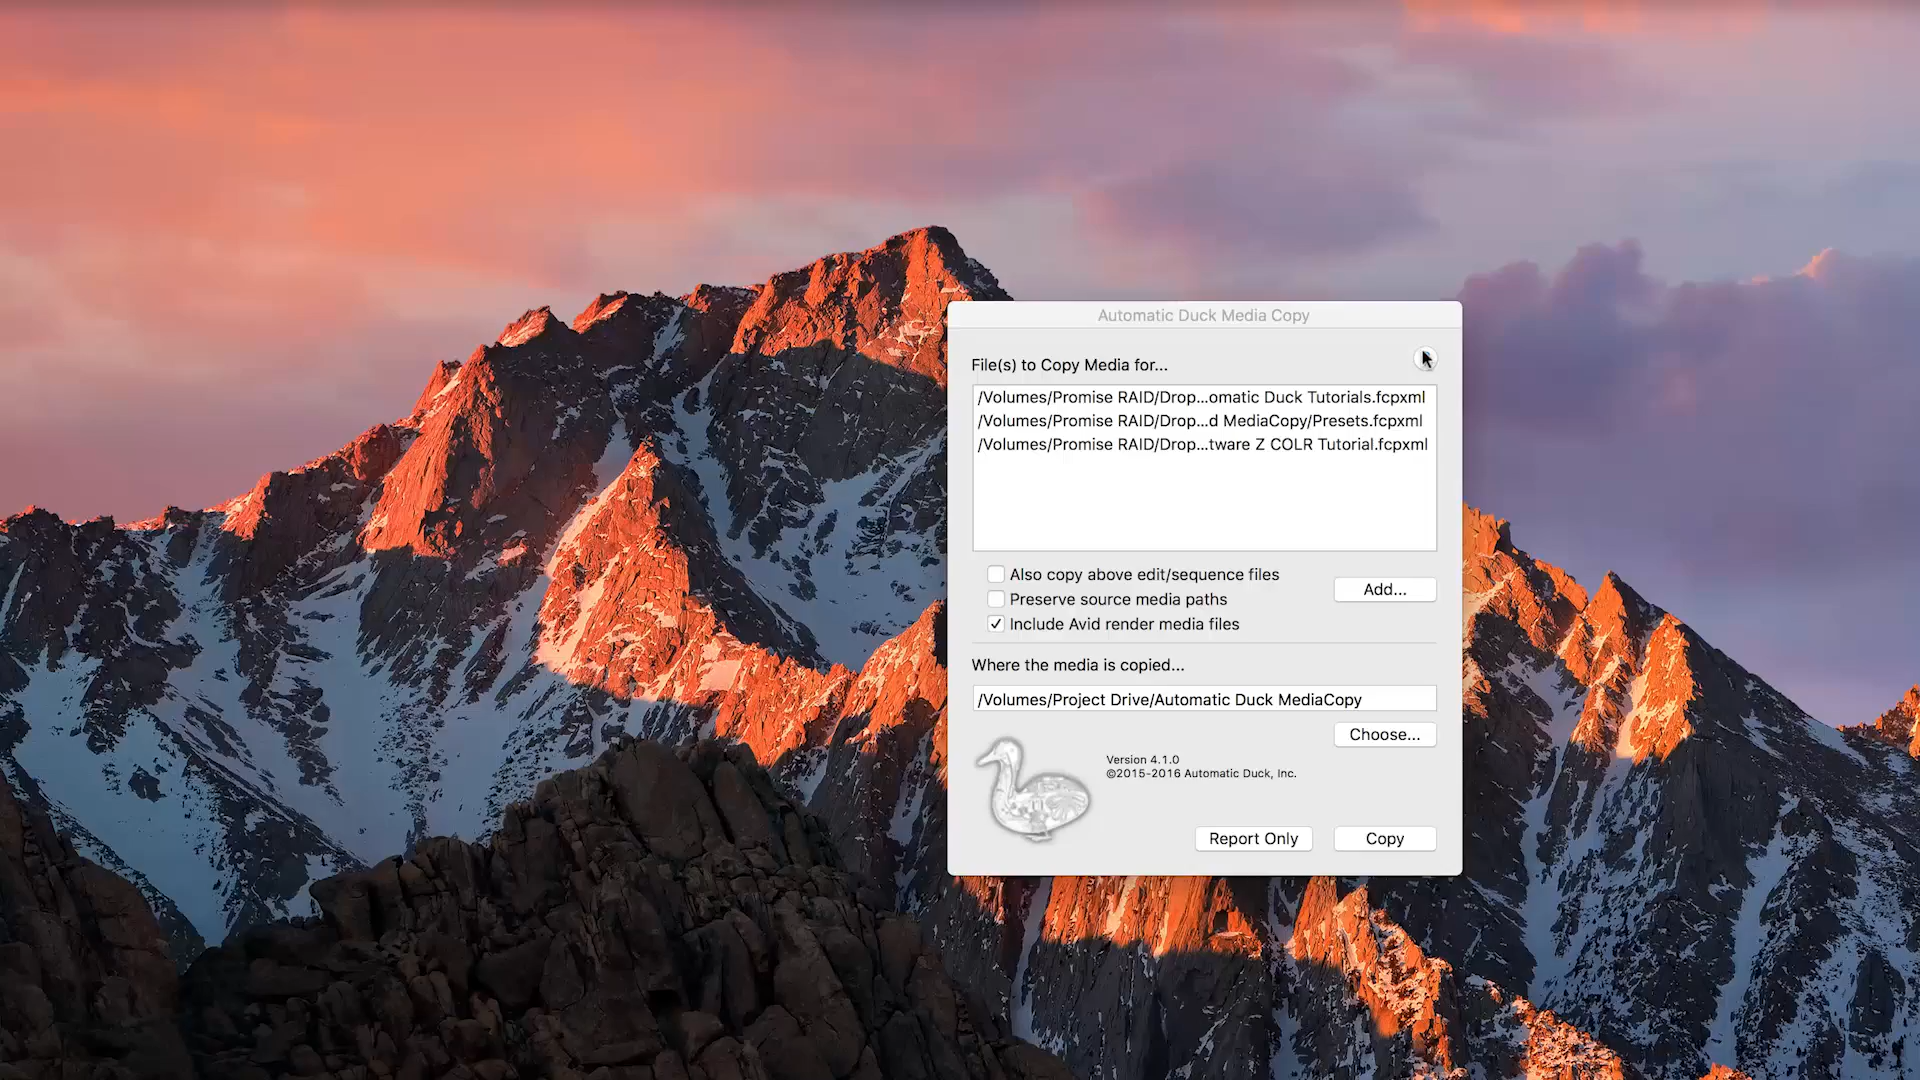 Automatic Duck Media Copy
File(s) to Copy Media for...
/Volumes/Promise RAID/Drop...omatic Duck Tutorials.fcpxml
/Volumes/Promise RAID/Drop...d MediaCopy/Presets.fcpxml
/Volumes/Promise RAID/Drop...tware Z COLR Tutorial.fcpxml
Also copy above edit/sequence files
Add...
Preserve source media paths
Include Avid render media files
Where the media is copied...
/Volumes/Project Drive/Automatic Duck MediaCopy
Choose...
Version 4.1.0
©2015-2016 Automatic Duck, Inc.
Report Only
Copy